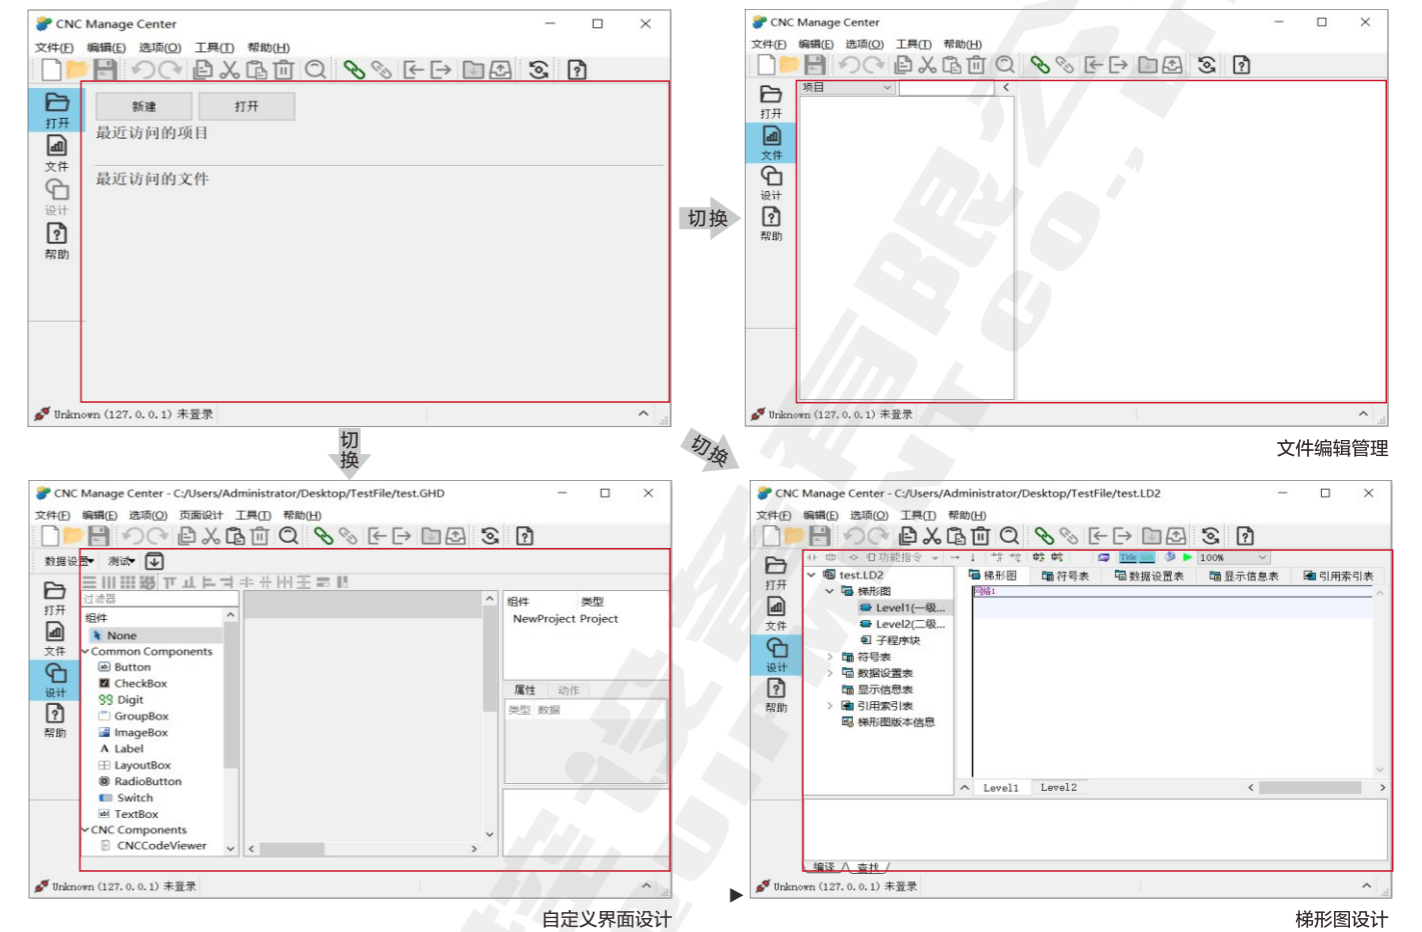 CNC Manage Center
文件(F) 编辑(E) 选项(O) 工具(T) 帮助(H)
打开
文件
设计
帮助
新建 打开
最近访问的项目
最近访问的文件
Unknown (127.0.0.1) 未登录
切换
CNC Manage Center
文件(F) 编辑(E) 选项(O) 工具(T) 帮助(H)
打开
文件
设计
帮助
项目
Unknown (127.0.0.1) 未登录
文件编辑管理
切
换
切换
CNC Manage Center - C:/Users/Administrator/Desktop/TestFile/test.GHD
文件(F) 编辑(E) 选项(O) 页面设计 工具(T) 帮助(H)
数据设置 测试
打开
文件
设计
帮助
过滤器
组件
None
Common Components
Button
CheckBox
Digit
GroupBox
ImageBox
Label
LayoutBox
RadioButton
Switch
TextBox
CNC Components
CNCCodeViewer
组件 类型
NewProject Project
属性 动作
类型 数据
Unknown (127.0.0.1) 未登录
自定义界面设计
CNC Manage Center - C:/Users/Administrator/Desktop/TestFile/test.LD2
文件(F) 编辑(E) 选项(O) 工具(T) 帮助(H)
功能指令 100%
打开
文件
设计
帮助
test.LD2
梯形图
Level1(一级...
Level2(二级...
子程序块
符号表
数据设置表
显示信息表
引用索引表
梯形图版本信息
梯形图 符号表 数据设置表 显示信息表 引用索引表
网络1
Level1 Level2
编译 查找
Unknown (127.0.0.1) 未登录
梯形图设计